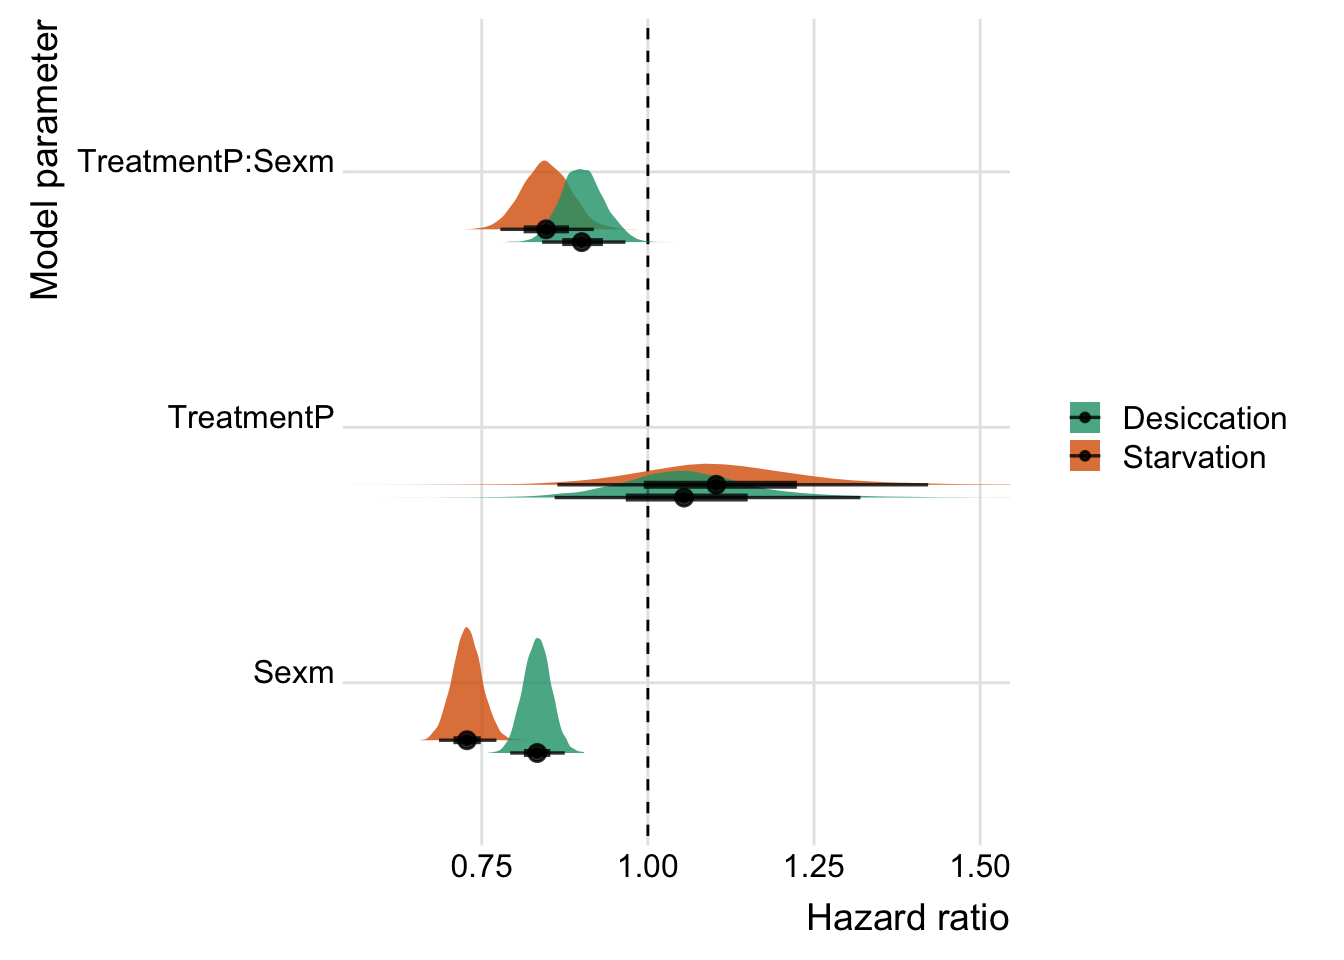 Model parameter
TreatmentP:Sexm
TreatmentP
Sexm
0.75 1.00 1.25 1.50
Hazard ratio
Desiccation
Starvation